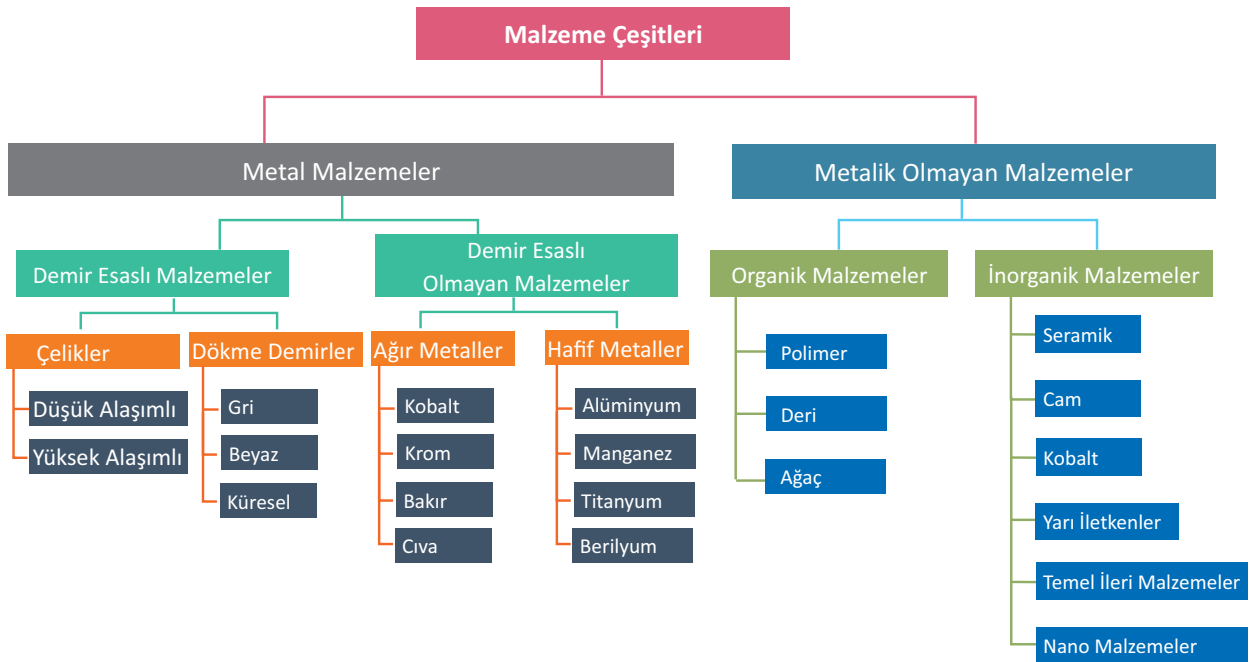 Malzeme Çeşitleri
Metal Malzemeler
Metalik Olmayan Malzemeler
Demir Esaslı Malzemeler
Demir Esaslı
Olmayan Malzemeler
Organik Malzemeler
İnorganik Malzemeler
Çelikler
Düşük Alaşımlı
Yüksek Alaşımlı
Dökme Demirler
Gri
Beyaz
Küresel
Ağır Metaller
Kobalt
Krom
Bakır
Cıva
Hafif Metaller
Alüminyum
Manganez
Titanyum
Berilyum
Polimer
Deri
Ağaç
Seramik
Cam
Kobalt
Yarı İletkenler
Temel İleri Malzemeler
Nano Malzemeler